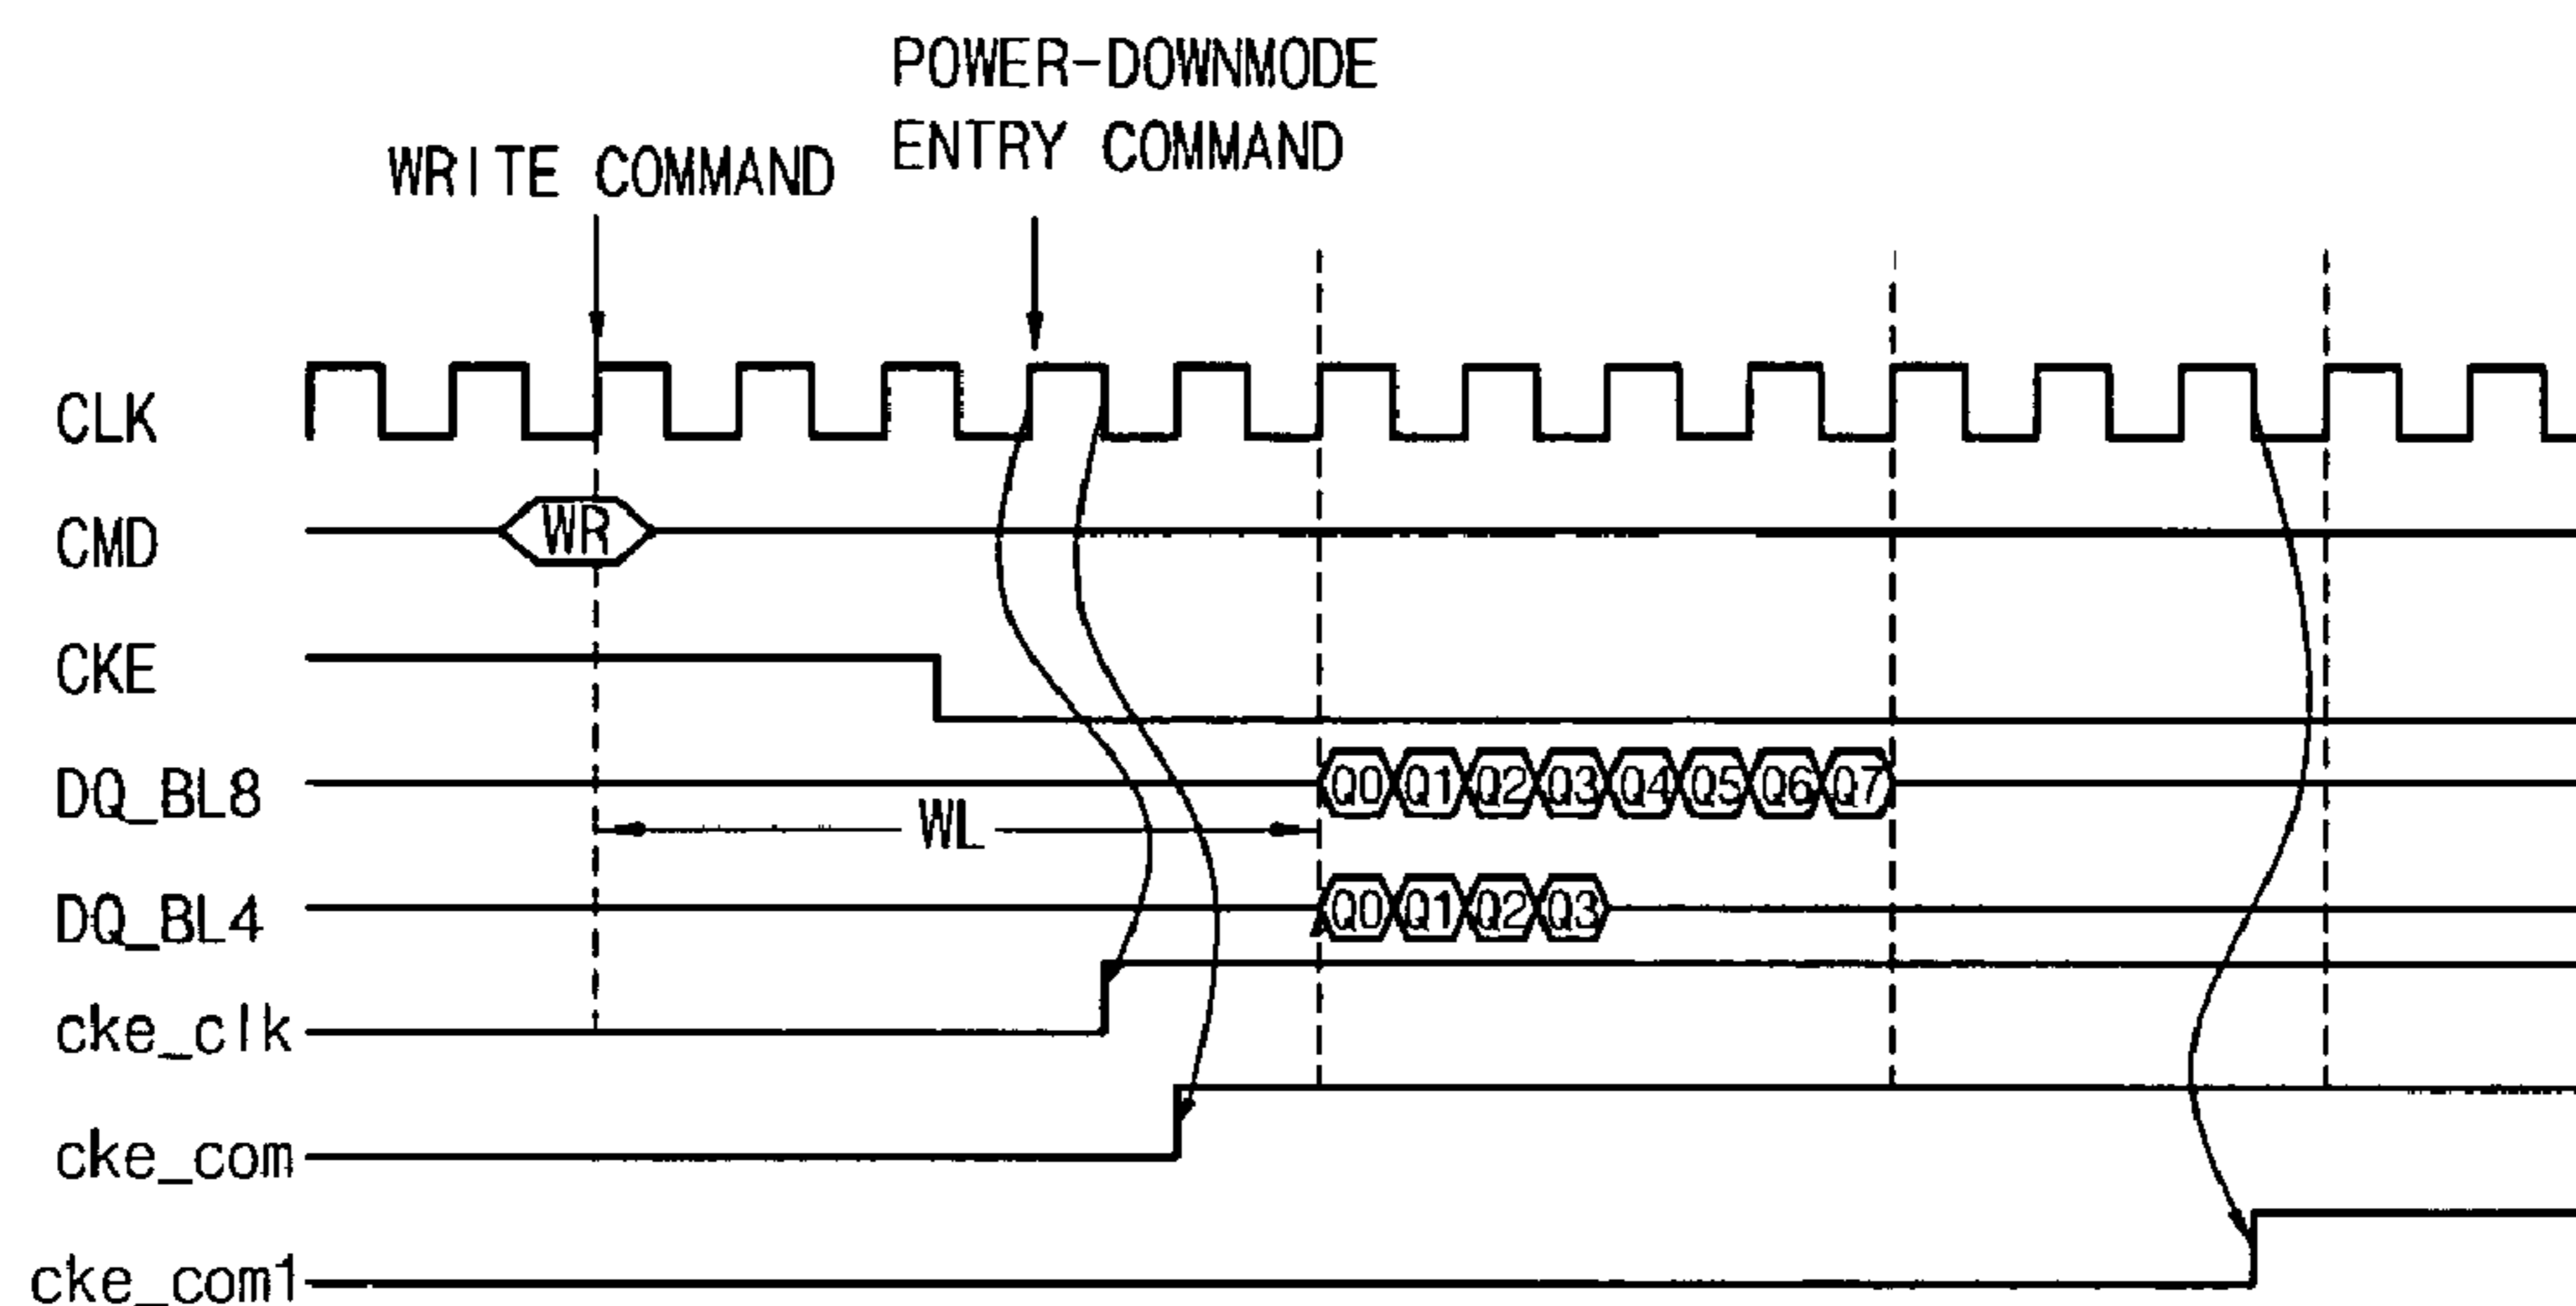 POWER-DOWNMODE
ENTRY COMMAND
WRITE COMMAND
CLK
CMD
WR
CKE
DQ_BL8
Q0 Q1 Q2 Q3 Q4 Q5 Q6 Q7
WL
DQ_BL4
Q0 Q1 Q2 Q3
cke_clk
cke_com
cke_com1